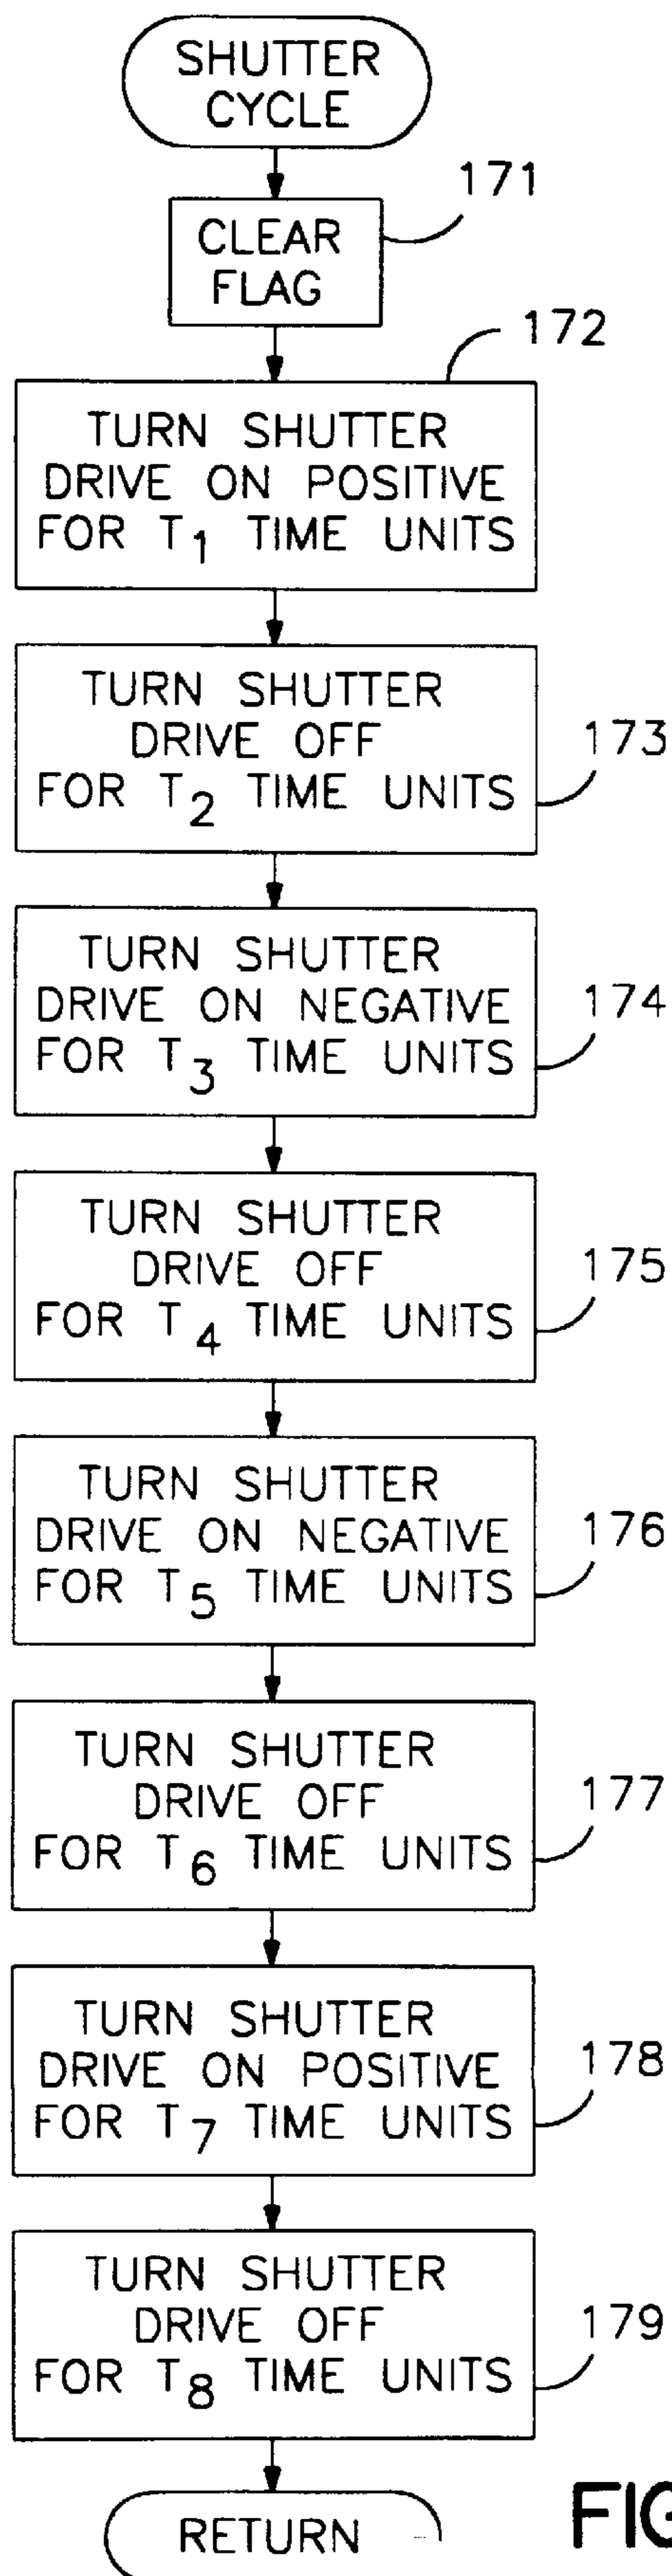 SHUTTER
CYCLE
171
CLEAR
FLAG
172
TURN SHUTTER
DRIVE ON POSITIVE
FOR T1 TIME UNITS
TURN SHUTTER
DRIVE OFF
FOR T2 TIME UNITS
173
TURN SHUTTER
DRIVE ON NEGATIVE
FOR T3 TIME UNITS
174
TURN SHUTTER
DRIVE OFF
FOR T4 TIME UNITS
175
TURN SHUTTER
DRIVE ON NEGATIVE
FOR T5 TIME UNITS
176
TURN SHUTTER
DRIVE OFF
FOR T6 TIME UNITS
177
TURN SHUTTER
DRIVE ON POSITIVE
FOR T7 TIME UNITS
178
TURN SHUTTER
DRIVE OFF
FOR T8 TIME UNITS
179
RETURN